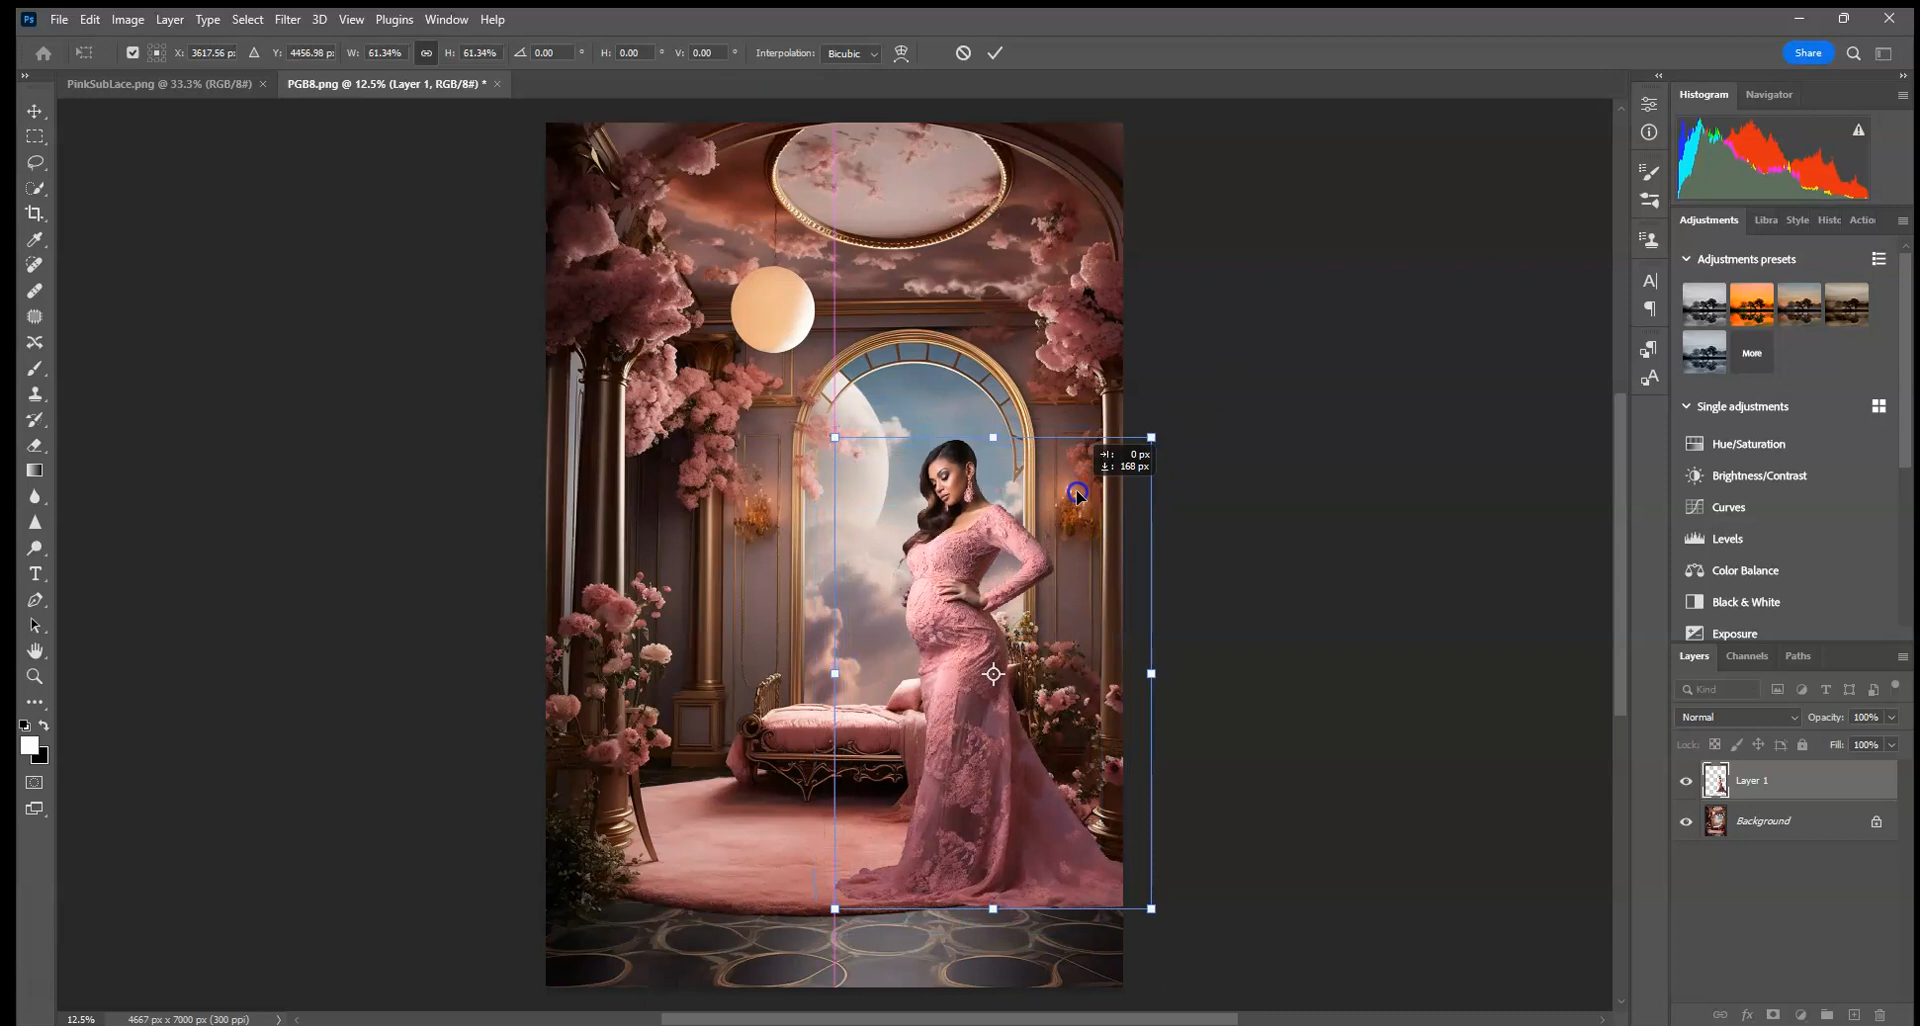 Ps File Edit Image Layer Type Select Filter 3D View Plugins Window Help
X: 3617.56 p Y: 4456.98 p W: 61.34% H: 61.34% 0.00 ° H: 0.00 ° V: 0.00 ° Interpolation: Bicubic Share
PinkSubLace.png @ 33.3% (RGB/8#) × PGB8.png @ 12.5% (Layer 1, RGB/8#) * ×
Histogram Navigator
Adjustments Libra Style Histc Actio
Adjustments presets
More
Single adjustments
Hue/Saturation
0 px
168 px
Brightness/Contrast
Curves
Levels
Color Balance
Black & White
Exposure
Layers Channels Paths
Kind
Normal Opacity: 100%
Lock: Fill: 100%
Layer 1
Background
fx
12.5% 4667 px x 7000 px (300 ppi)